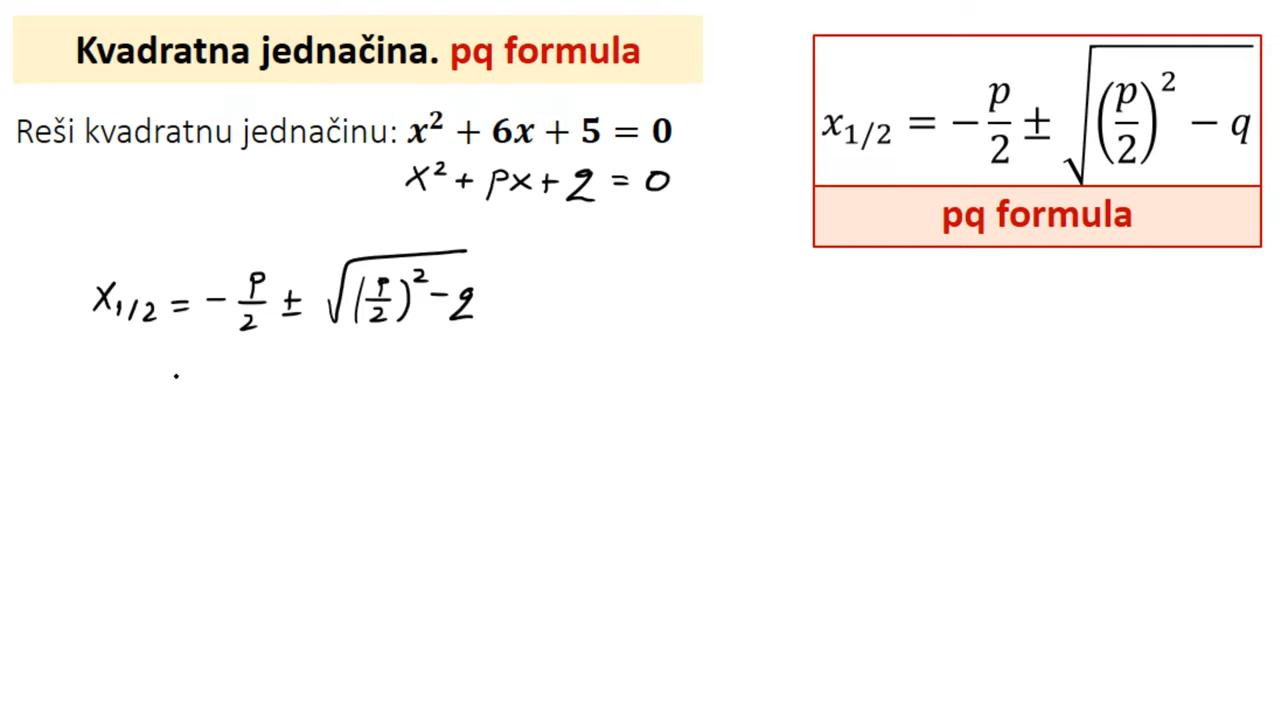 Kvadratna jednačina. pq formula
Reši kvadratnu jednačinu: x² + 6x + 5 = 0
x² + px + q = 0
x₁/₂ = − p/2 ± √((p/2)² − q)
x₁/₂ = − p/2 ± √((p/2)² − q)
pq formula